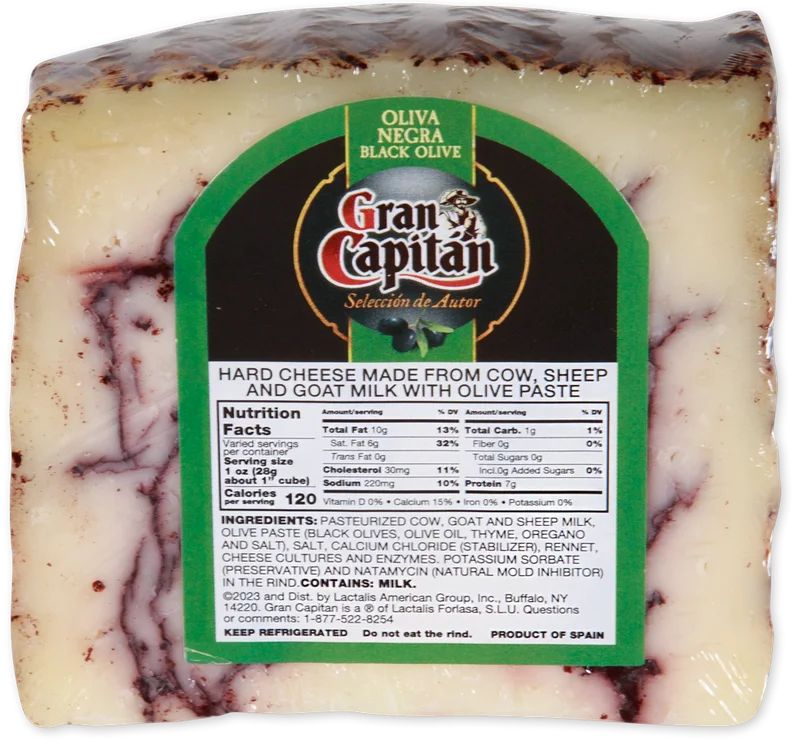 OLIVA
NEGRA
BLACK OLIVE
Gran
Capitán
Selección de Autor
HARD CHEESE MADE FROM COW, SHEEP
AND GOAT MILK WITH OLIVE PASTE
Nutrition
Facts
Varied servings
per container
Serving size
1 oz (28g
about 1" cube)
Calories
per serving 120
Amount/serving % DV
Total Fat 10g 13%
Sat. Fat 6g 32%
Trans Fat 0g
Cholesterol 30mg 11%
Sodium 220mg 10%
Amount/serving % DV
Total Carb. 1g 1%
Fiber 0g 0%
Total Sugars 0g
Incl.0g Added Sugars 0%
Protein 7g
Vitamin D 0% • Calcium 15% • Iron 0% • Potassium 0%
INGREDIENTS: PASTEURIZED COW, GOAT AND SHEEP MILK,
OLIVE PASTE (BLACK OLIVES, OLIVE OIL, THYME, OREGANO
AND SALT), SALT, CALCIUM CHLORIDE (STABILIZER), RENNET,
CHEESE CULTURES AND ENZYMES. POTASSIUM SORBATE
(PRESERVATIVE) AND NATAMYCIN (NATURAL MOLD INHIBITOR)
IN THE RIND.CONTAINS: MILK.
©2023 and Dist. by Lactalis American Group, Inc., Buffalo, NY
14220. Gran Capitan is a ® of Lactalis Forlasa, S.L.U. Questions
or comments: 1-877-522-8254
KEEP REFRIGERATED Do not eat the rind. PRODUCT OF SPAIN